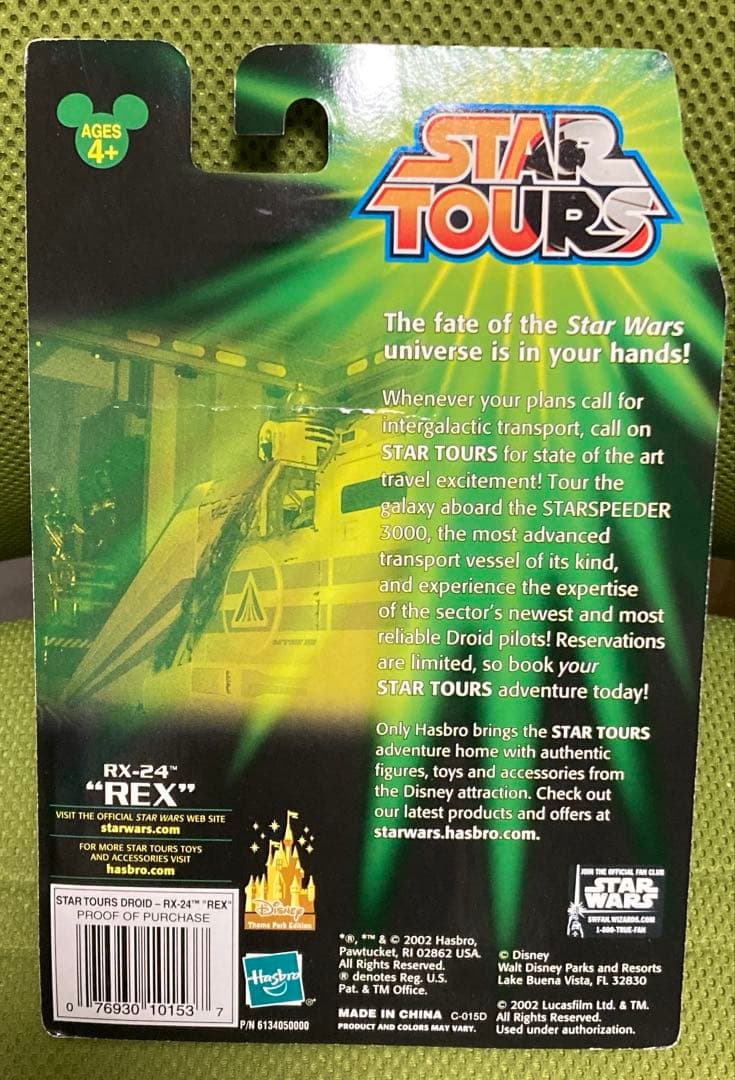 AGES
4+
STAR
TOURS
The fate of the Star Wars
universe is in your hands!
Whenever your plans call for
intergalactic transport, call on
STAR TOURS for state of the art
travel excitement! Tour the
galaxy aboard the STARSPEEDER
3000, the most advanced
transport vessel of its kind,
and experience the expertise
of the sector's newest and most
reliable Droid pilots! Reservations
are limited, so book your
STAR TOURS adventure today!
Only Hasbro brings the STAR TOURS
adventure home with authentic
figures, toys and accessories from
the Disney attraction. Check out
our latest products and offers at
starwars.hasbro.com.
RX-24™
“REX”
VISIT THE OFFICIAL STAR WARS WEB SITE
starwars.com
FOR MORE STAR TOURS TOYS
AND ACCESSORIES VISIT
hasbro.com
STAR TOURS DROID – RX-24™ "REX"
PROOF OF PURCHASE
0 76930 10153 7
Disney
Theme Park Edition
Hasbro
®
P/N 6134050000
*®, *™ & © 2002 Hasbro,
Pawtucket, RI 02862 USA.
All Rights Reserved.
® denotes Reg. U.S.
Pat. & TM Office.
MADE IN CHINA C-015D
PRODUCT AND COLORS MAY VARY.
JOIN THE OFFICIAL FAN CLUB
STAR
WARS
SWFAN.WIZARDS.COM
1-800-TRUE-FAN
© Disney
Walt Disney Parks and Resorts
Lake Buena Vista, FL 32830
© 2002 Lucasfilm Ltd. & TM.
All Rights Reserved.
Used under authorization.